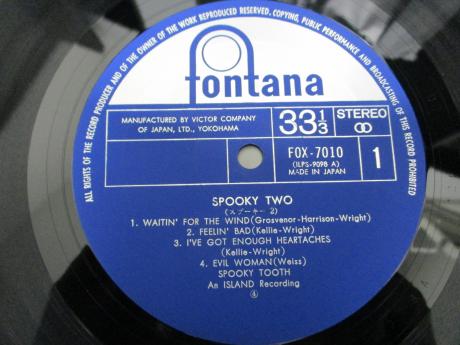 ALL RIGHTS OF THE RECORD PRODUCER AND OF THE OWNER OF THE WORK REPRODUCED RESERVED. COPYING, PUBLIC PERFORMANCE AND BROADCASTING OF THIS RECORD PROHIBITED
fontana
MANUFACTURED BY VICTOR COMPANY
OF JAPAN, LTD., YOKOHAMA
33 1/3
STEREO
FOX-7010
(ILPS-9098 A)
MADE IN JAPAN
1
SPOOKY TWO
(スプーキー 2)
1. WAITIN' FOR THE WIND(Grosvenor-Harrison-Wright)
2. FEELIN' BAD(Kellie-Wright)
3. I'VE GOT ENOUGH HEARTACHES
(Kellie-Wright)
4. EVIL WOMAN(Weiss)
SPOOKY TOOTH
An ISLAND Recording
④